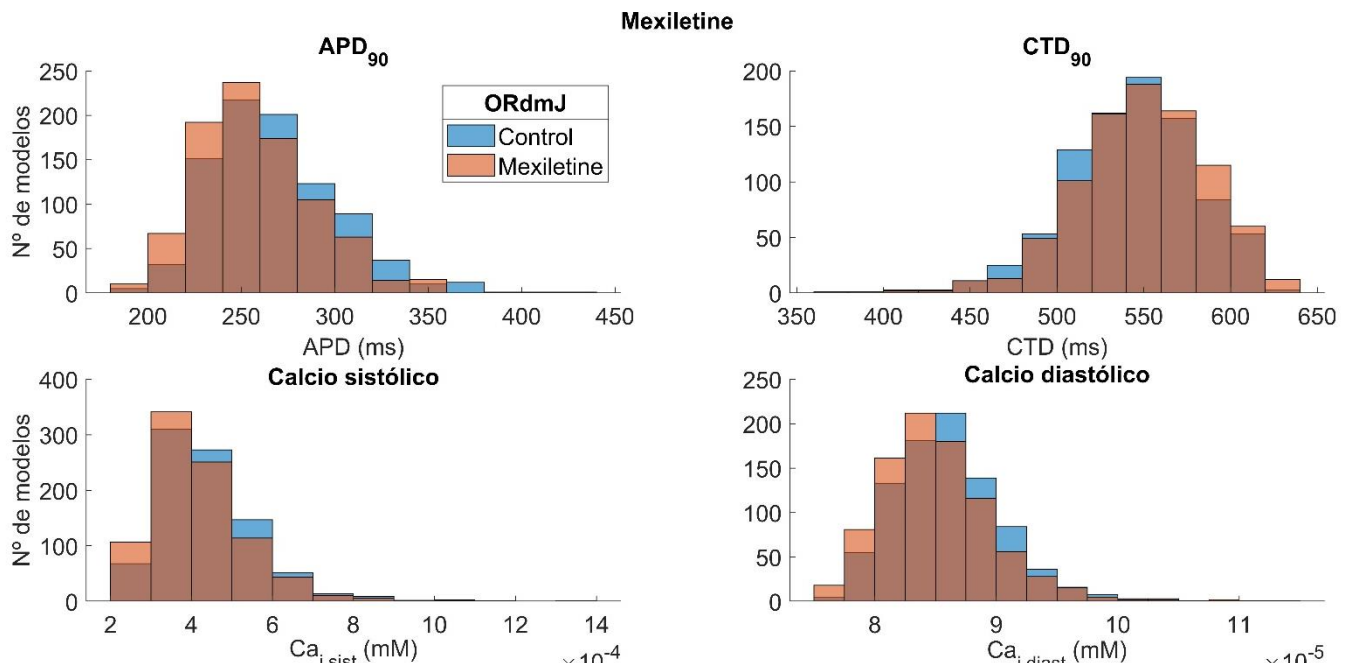 Mexiletine
APD90
250
200
150
100
50
0
Nº de modelos
200 250 300 350 400 450
APD (ms)
ORdmJ
Control
Mexiletine
CTD90
200
150
100
50
0
350 400 450 500 550 600 650
CTD (ms)
Calcio sistólico
400
300
200
100
0
Nº de modelos
2 4 6 8 10 12 14
Ca i sist (mM)
×10-4
Calcio diastólico
250
200
150
100
50
0
8 9 10 11
Ca i diast (mM)
×10-5